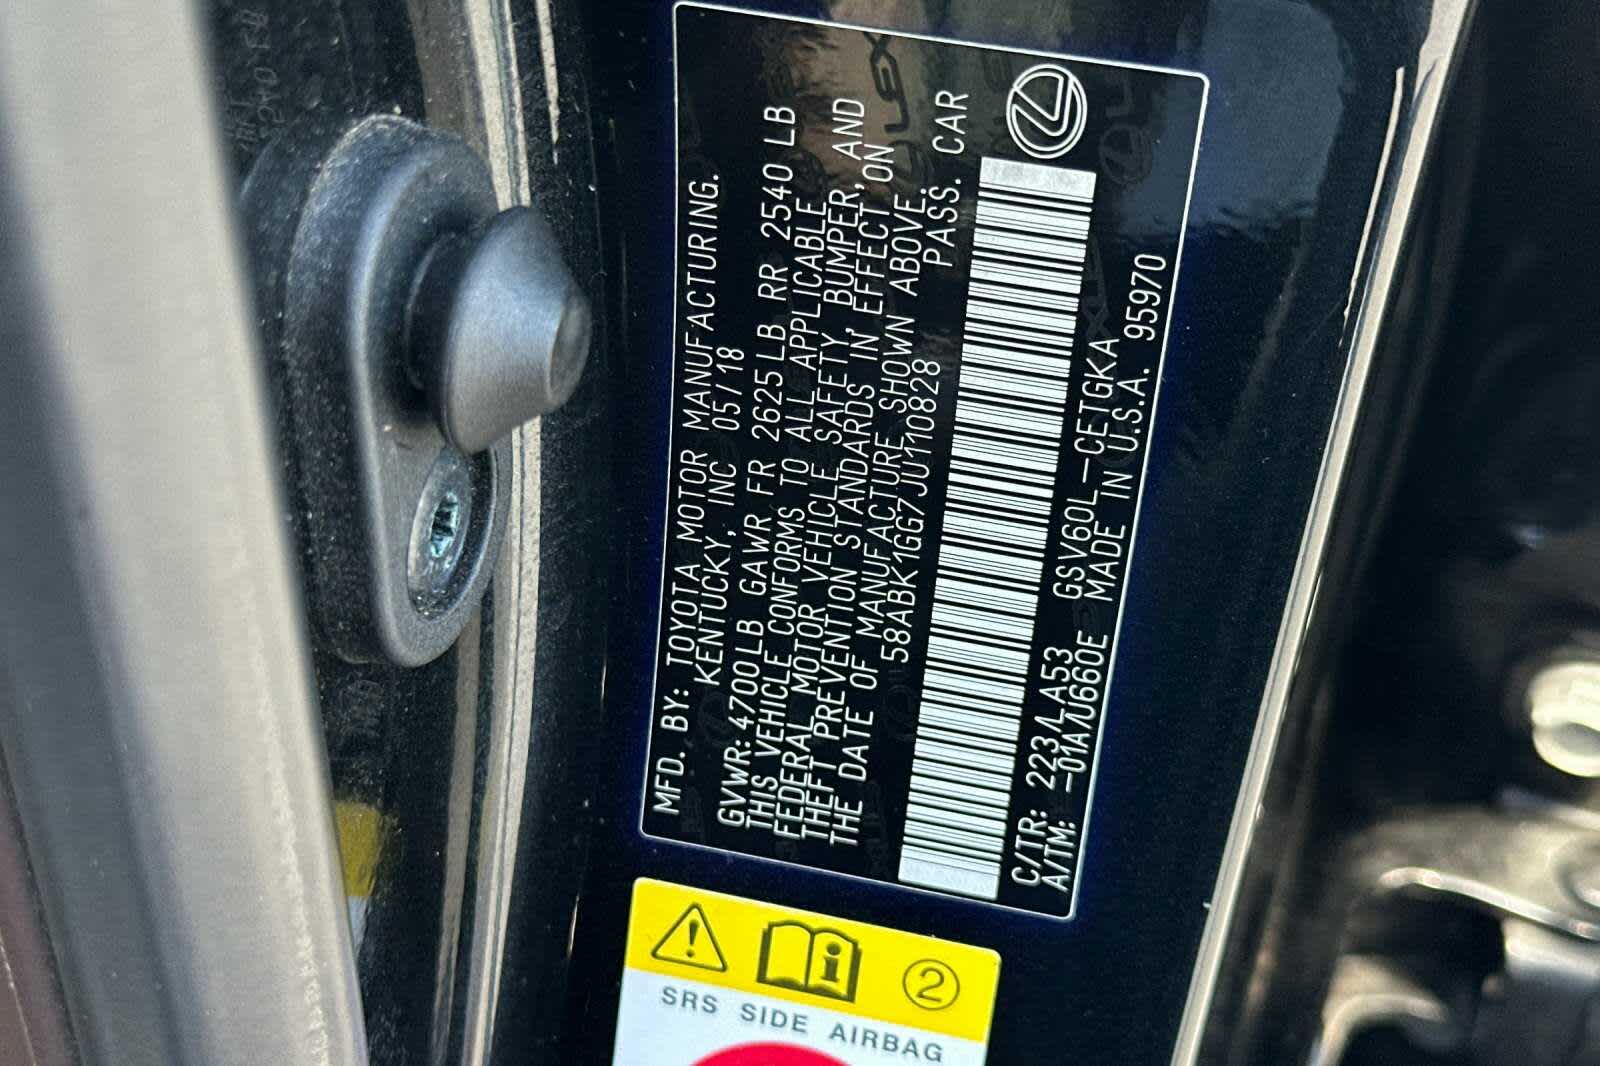 MFD. BY: TOYOTA MOTOR MANUFACTURING.
KENTUCKY, INC 05/18
GVWR: 4700LB GAWR FR 2625LB RR 2540 LB
THIS VEHICLE CONFORMS TO ALL APPLICABLE
FEDERAL MOTOR VEHICLE SAFETY, BUMPER, AND
THEFT PREVENTION STANDARDS IN EFFECT ON
THE DATE OF MANUFACTURE SHOWN ABOVE.
58ABK1GG7JU110828 PASS. CAR
C/TR: 223/LA53 GSV60L-CETGKA
A/TM: -01A/U660E MADE IN U.S.A. 95970
2
SRS SIDE AIRBAG